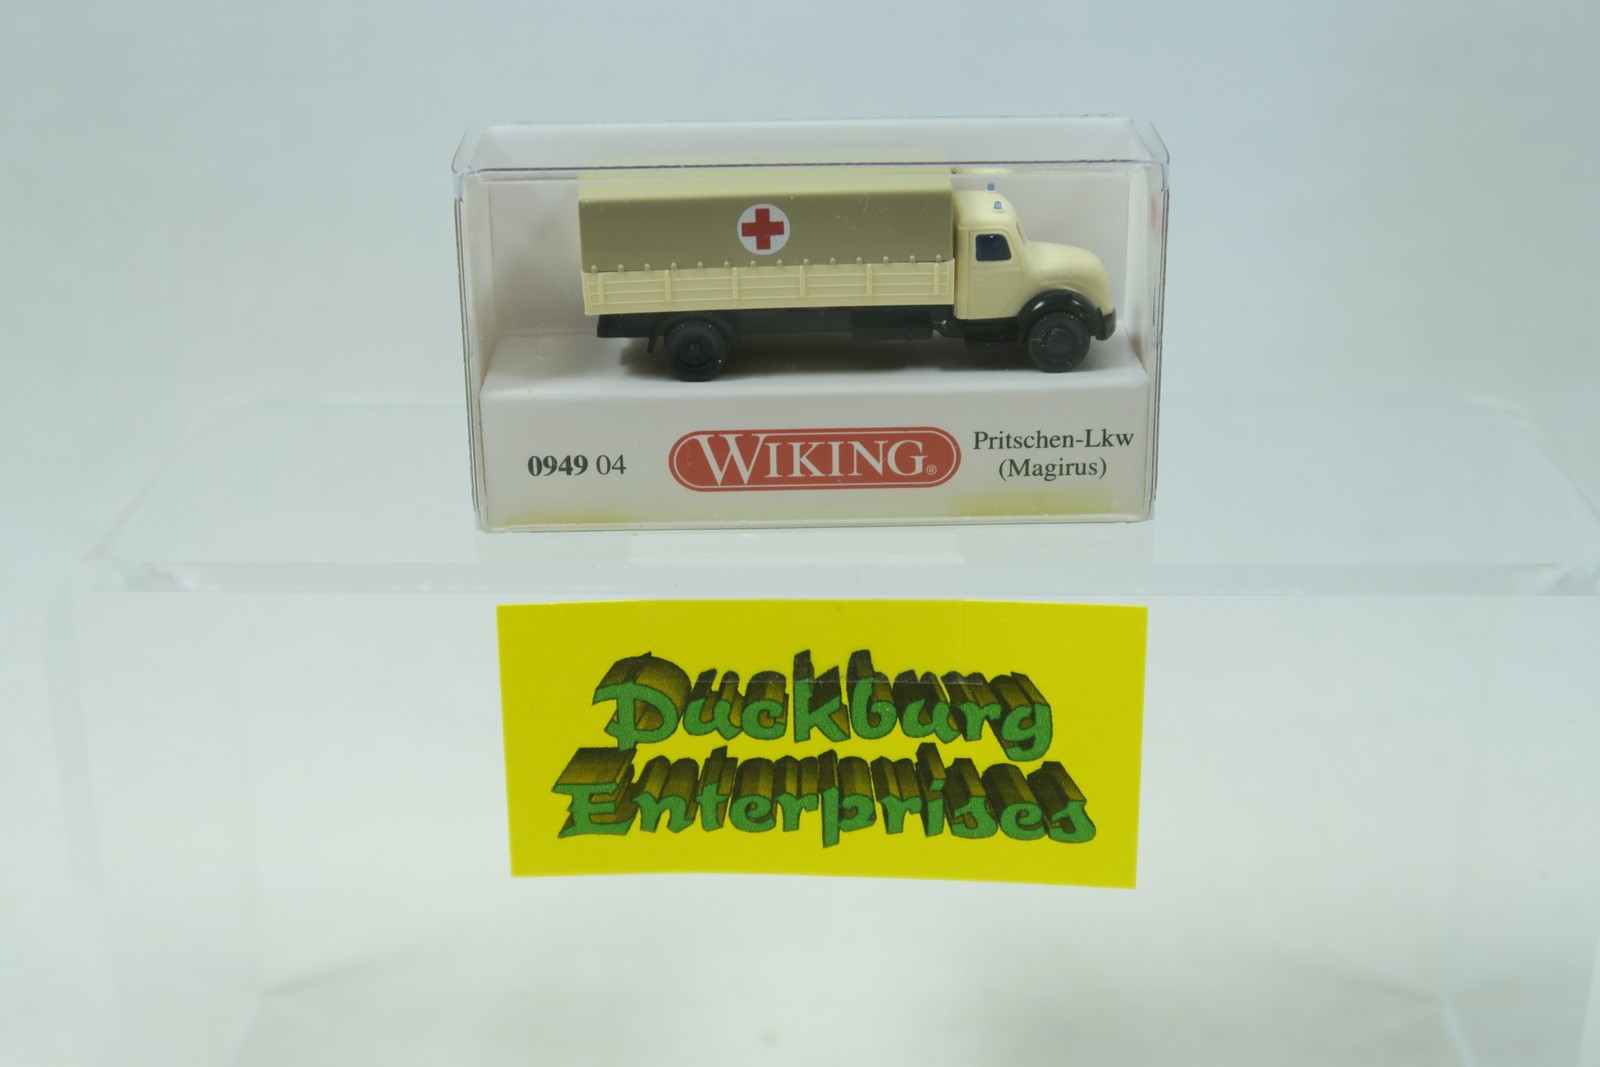 0949 04
WIKING®
Pritschen-Lkw
(Magirus)
Duckburg
Enterprises